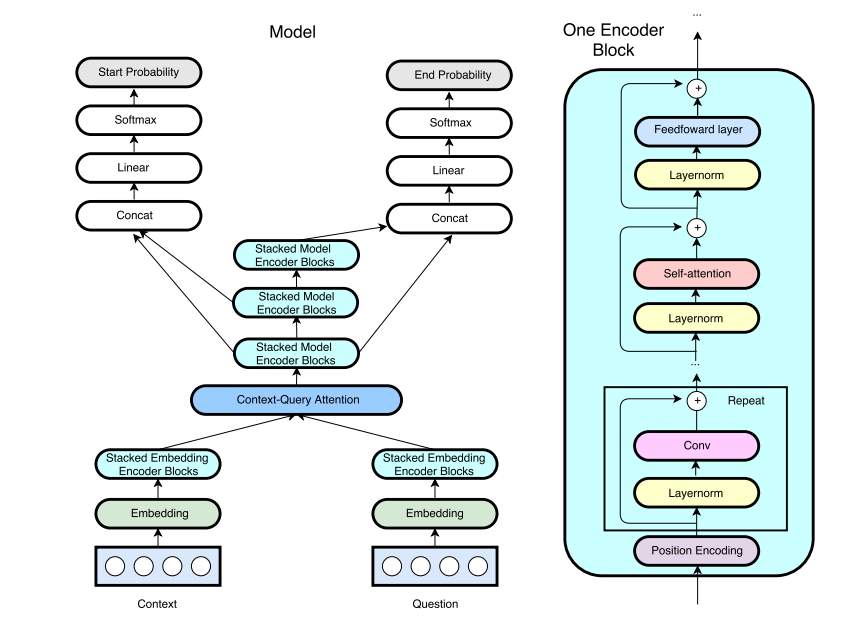 Model
Start Probability
Softmax
Linear
Concat
End Probability
Softmax
Linear
Concat
Stacked Model
Encoder Blocks
Stacked Model
Encoder Blocks
Stacked Model
Encoder Blocks
Context-Query Attention
Stacked Embedding
Encoder Blocks
Stacked Embedding
Encoder Blocks
Embedding
Embedding
Context
Question
One Encoder
Block
...
+
Feedfoward layer
Layernorm
+
Self-attention
Layernorm
...
+
Repeat
Conv
Layernorm
Position Encoding